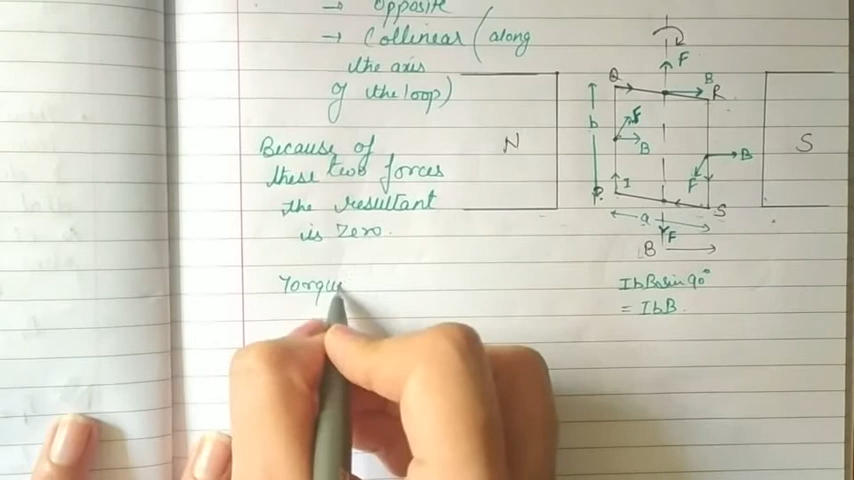 → Opposite
→ Collinear (along
the axis
of the loop)
Because of
these two forces
the resultant
is zero.
Torque
N
S
Q
F
B
R
b
F
B
B
F
P
I
S
a
F
B
IbBsin90°
= IbB